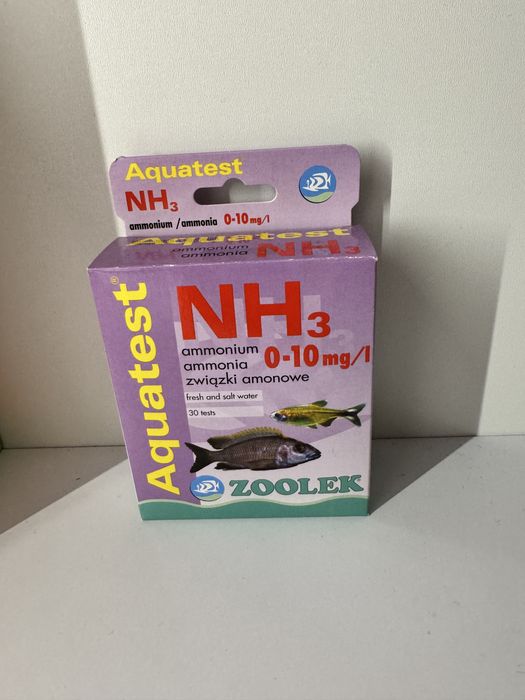 Aquatest
NH3
ammonium / ammonia 0-10 mg/l
Aquatest
NH3 ammonium NH3
ammonia
Aquatest®
NH3
ammonium
ammonia 0-10 mg/l
związki amonowe
fresh and salt water
30 tests
ZOOLEK